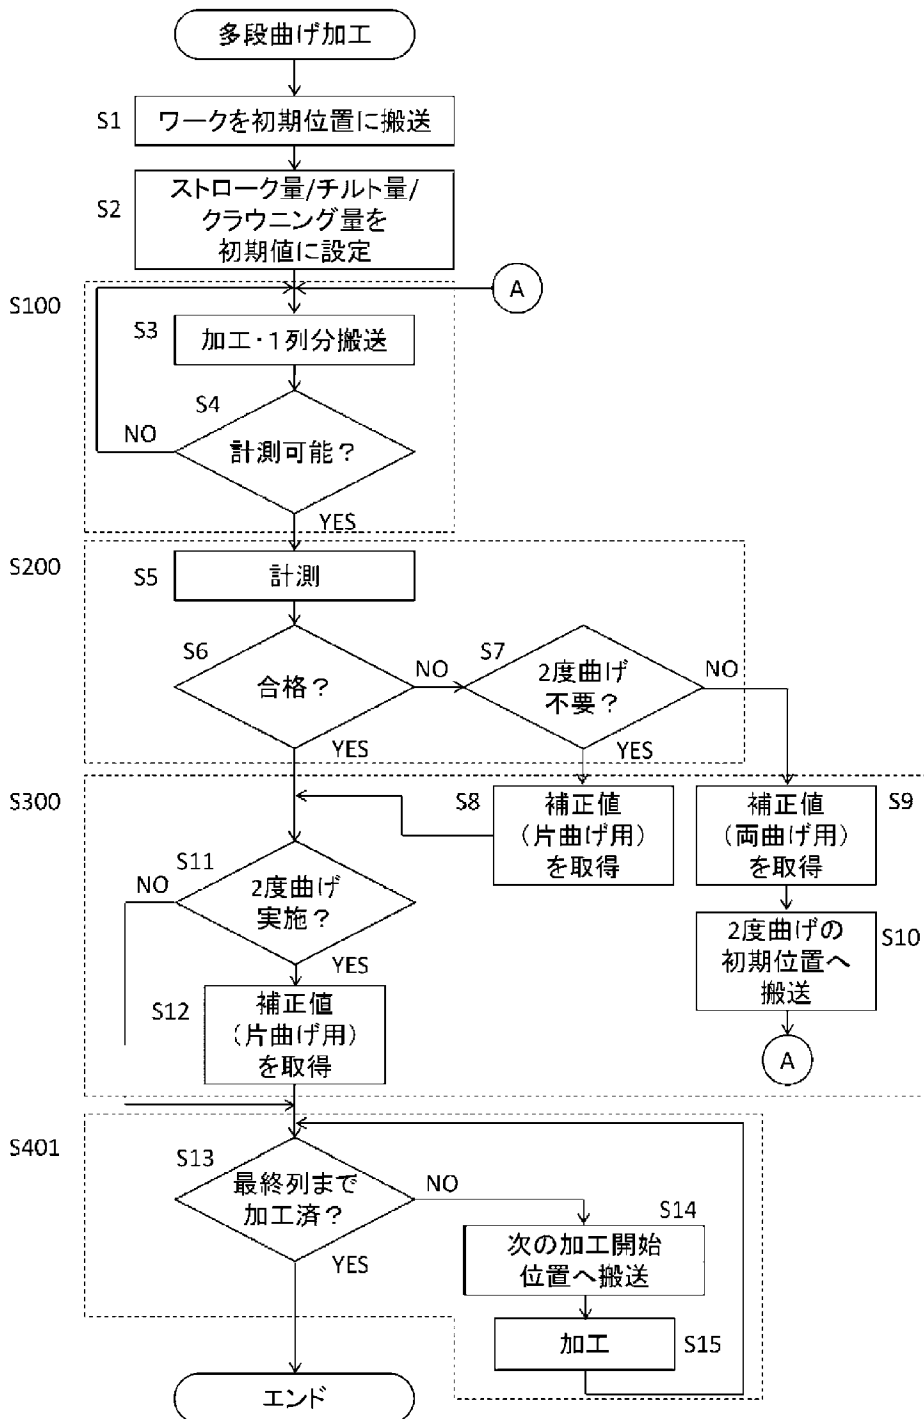 多段曲げ加工
S1
ワークを初期位置に搬送
S2
ストローク量/チルト量/
クラウニング量を
初期値に設定
A
S100
S3
加工・１列分搬送
S4
NO
計測可能？
YES
S200
S5
計測
S6
合格？
NO
YES
S7
2度曲げ
不要？
NO
YES
S300
S8
補正値
（片曲げ用）
を取得
S9
補正値
（両曲げ用）
を取得
S10
2度曲げの
初期位置へ
搬送
A
S11
NO
2度曲げ
実施？
YES
S12
補正値
（片曲げ用）
を取得
S401
S13
最終列まで
加工済？
NO
YES
S14
次の加工開始
位置へ搬送
加工
S15
エンド